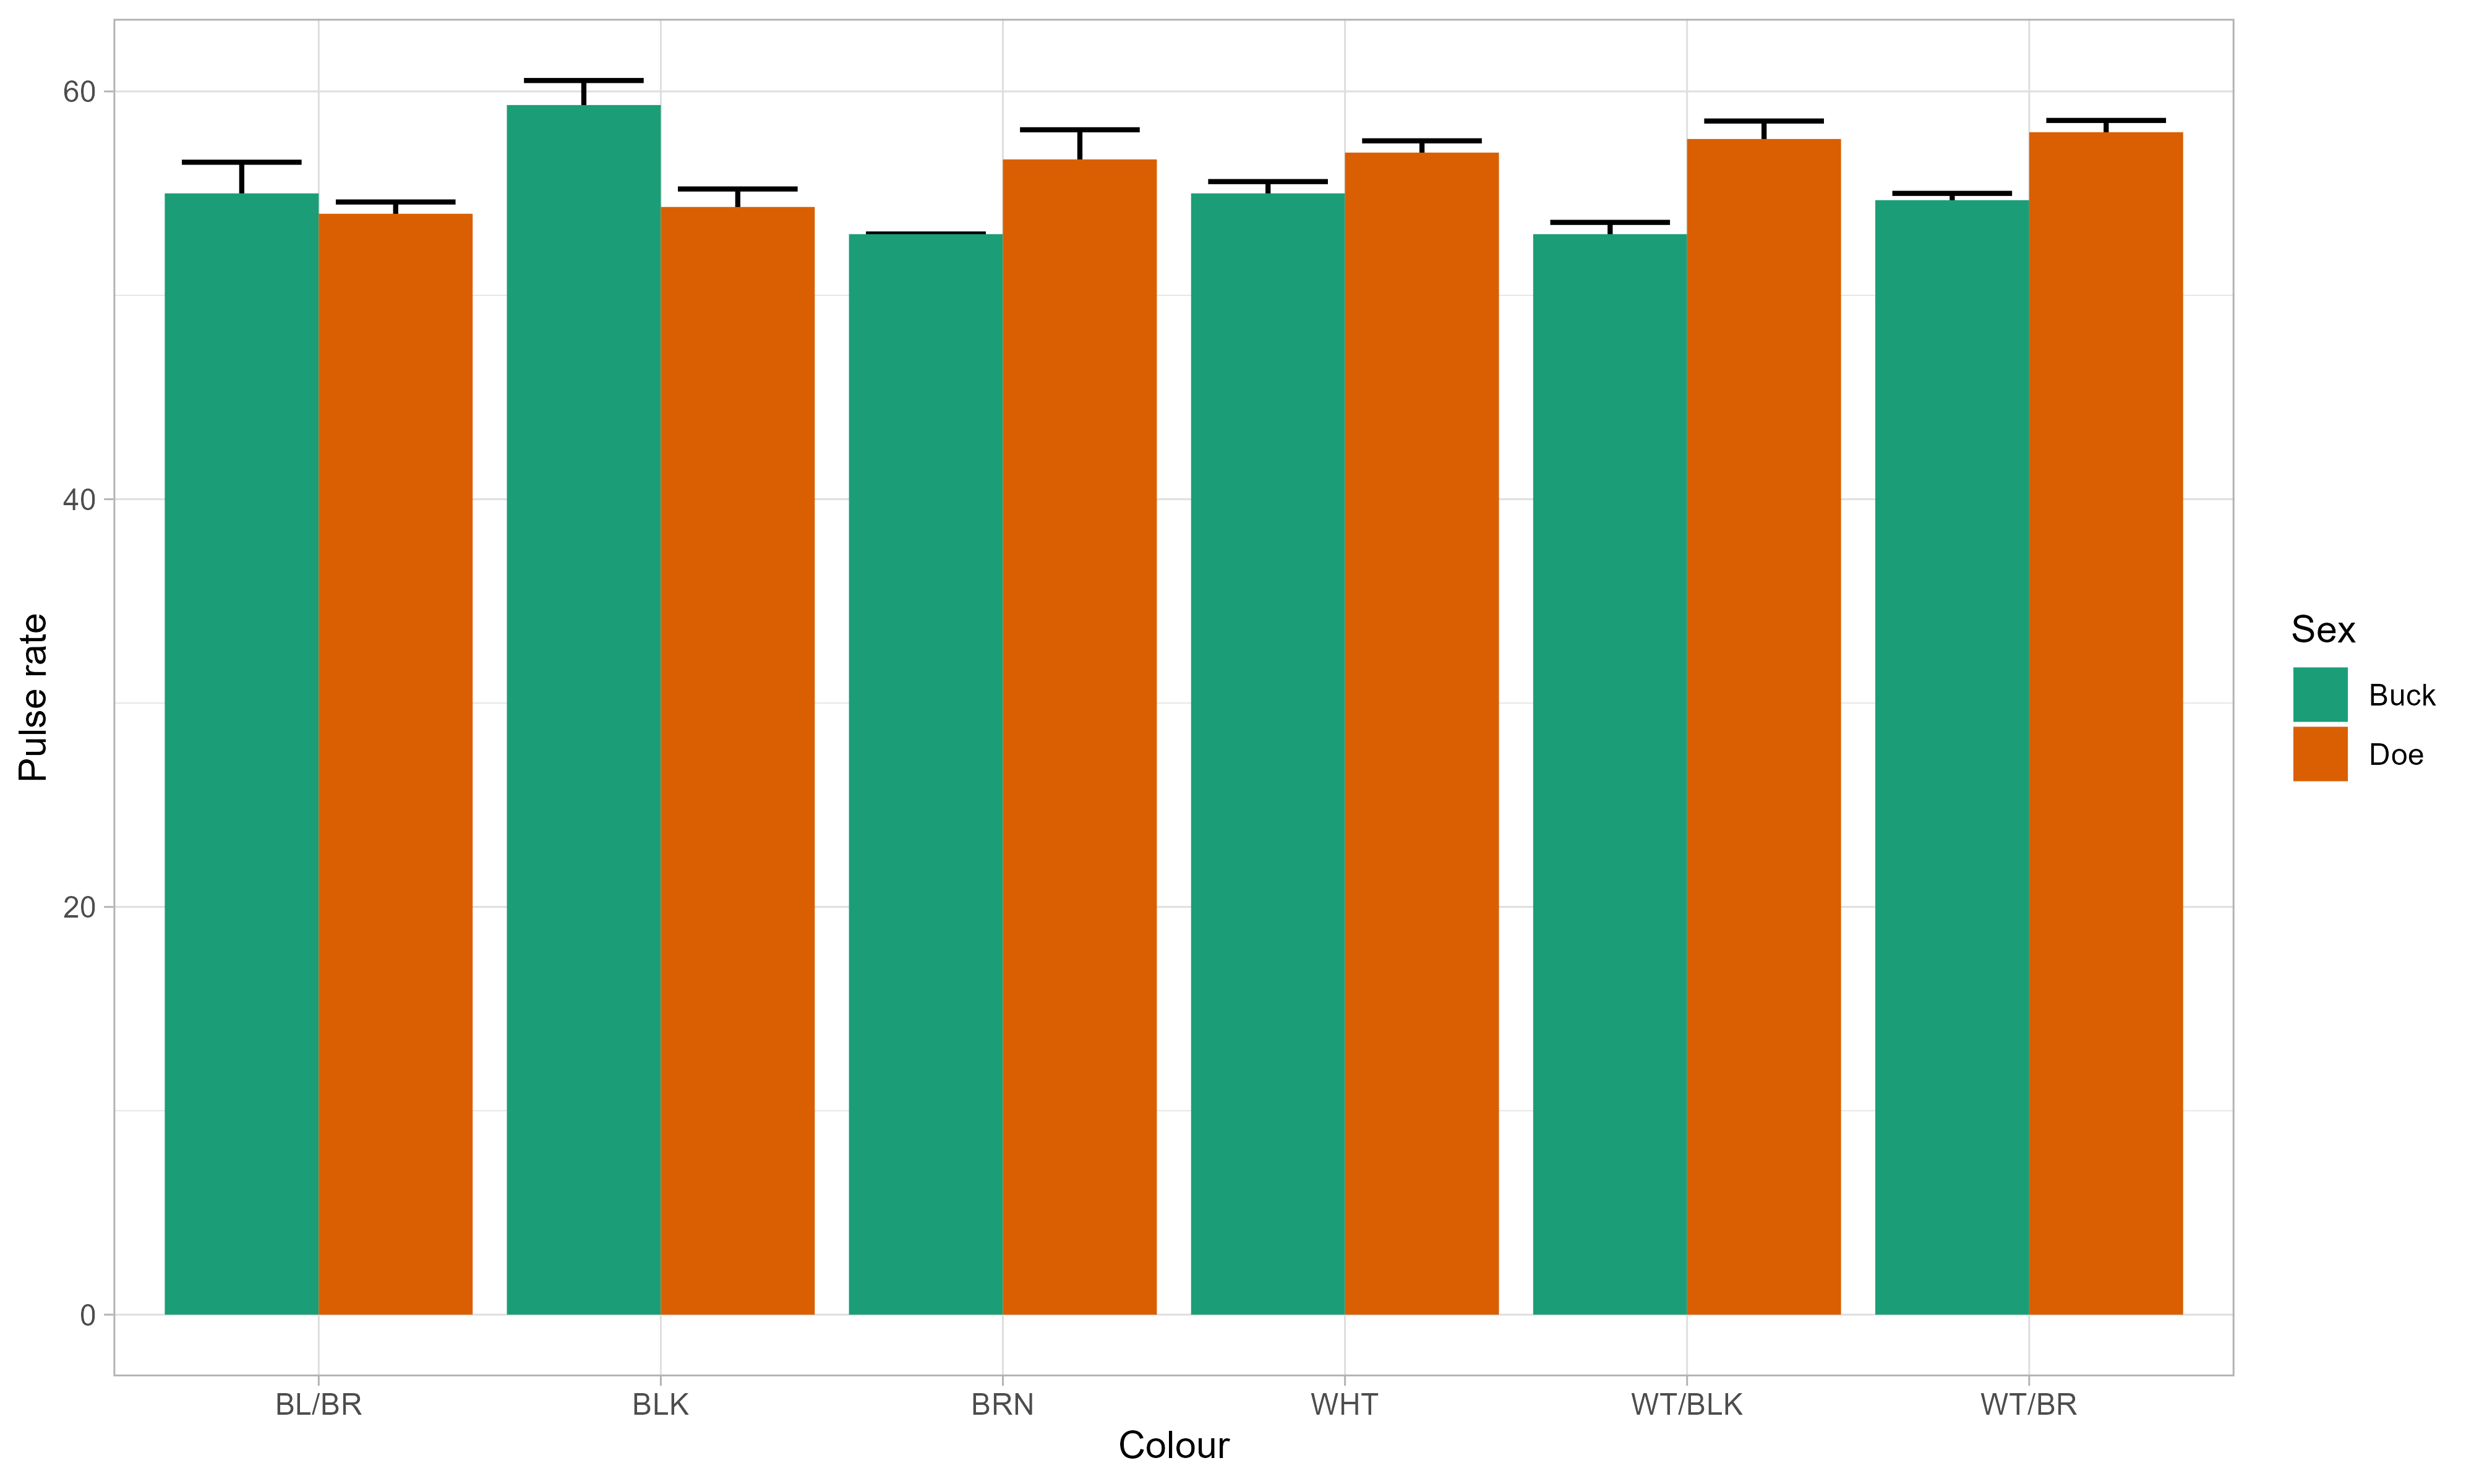 60
40
20
0
Pulse rate
BL/BR
BLK
BRN
WHT
WT/BLK
WT/BR
Colour
Sex
Buck
Doe